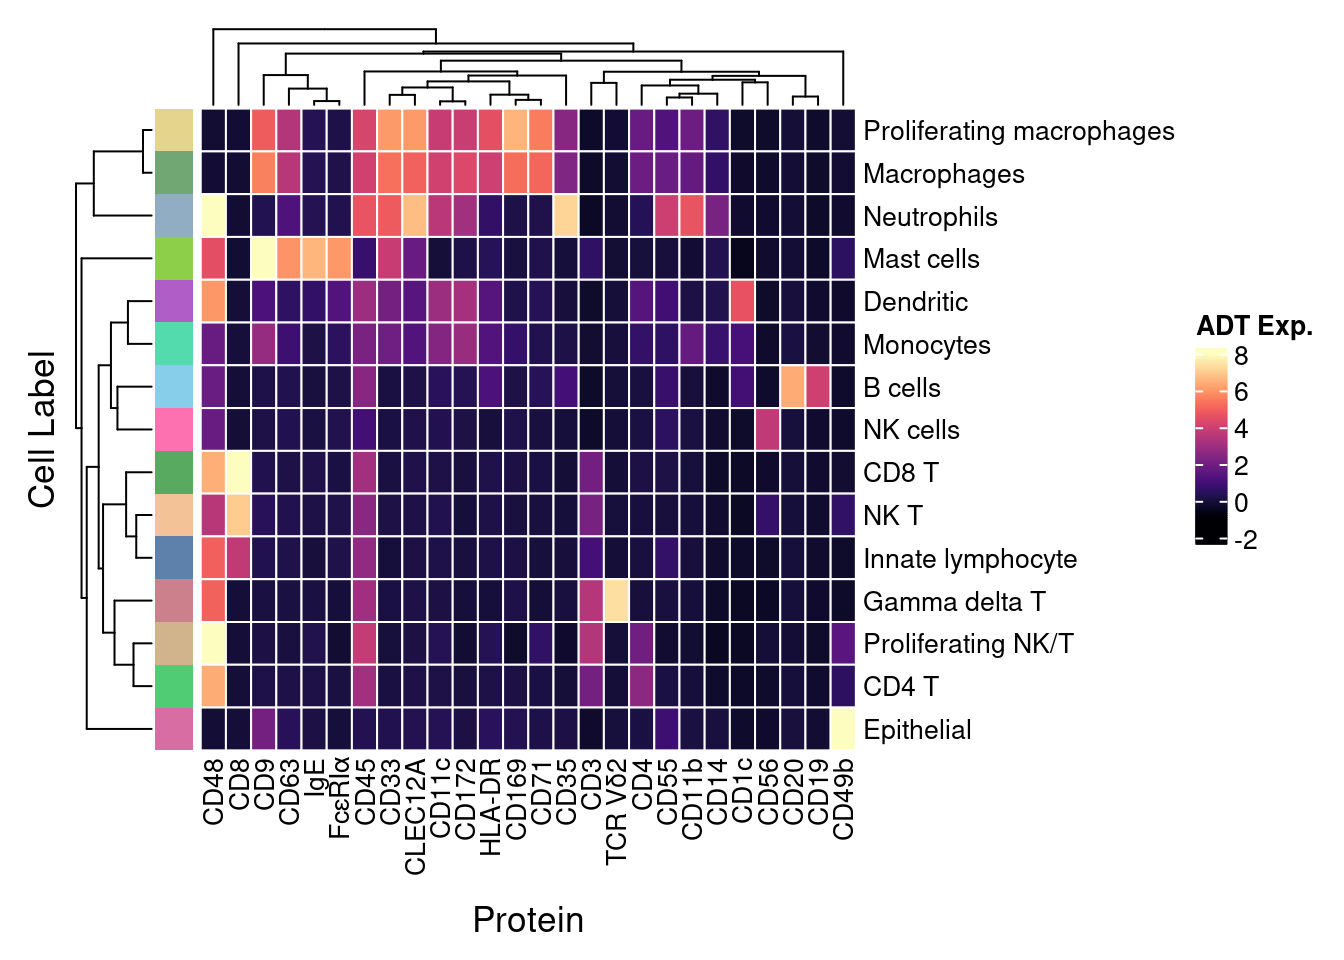 Proliferating macrophages
Macrophages
Neutrophils
Mast cells
Dendritic
Monocytes
B cells
NK cells
CD8 T
NK T
Innate lymphocyte
Gamma delta T
Proliferating NK/T
CD4 T
Epithelial
Cell Label
CD48
CD8
CD9
CD63
IgE
FcεRIα
CD45
CD33
CLEC12A
CD11c
CD172
HLA-DR
CD169
CD71
CD35
CD3
TCR Vδ2
CD4
CD55
CD11b
CD14
CD1c
CD56
CD20
CD19
CD49b
Protein
ADT Exp.
8
6
4
2
0
-2